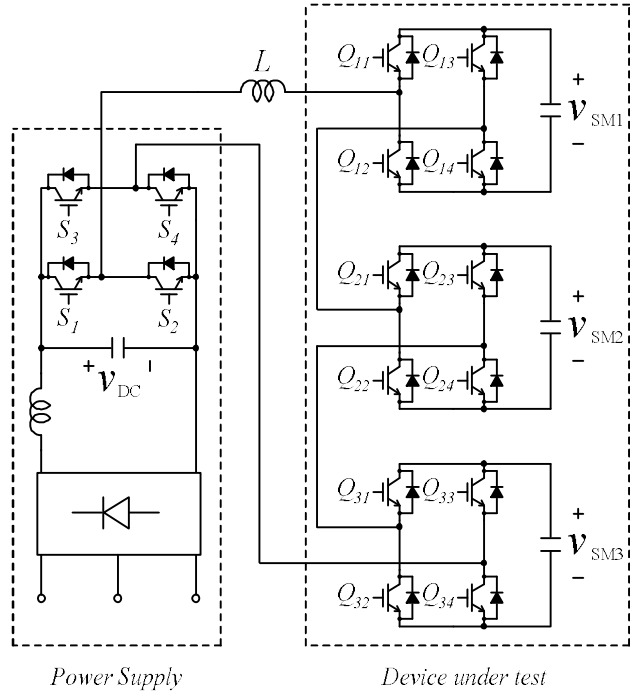 L
Q11 Q13
+
vSM1
−
Q12 Q14
S3 S4
S1 S2
+ vDC −
Q21 Q23
+
vSM2
−
Q22 Q24
Q31 Q33
+
vSM3
−
Q32 Q34
Power Supply
Device under test